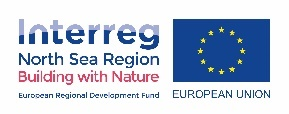 Interreg
North Sea Region
Building with Nature
European Regional Development Fund
EUROPEAN UNION